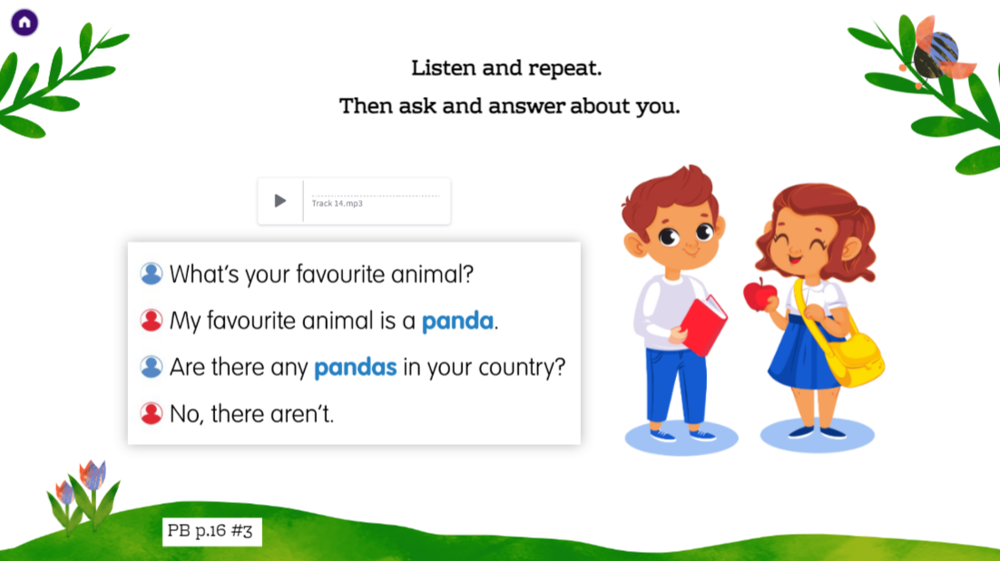 Listen and repeat.
Then ask and answer about you.
Track 14.mp3
What's your favourite animal?
My favourite animal is a panda.
Are there any pandas in your country?
No, there aren't.
PB p.16 #3